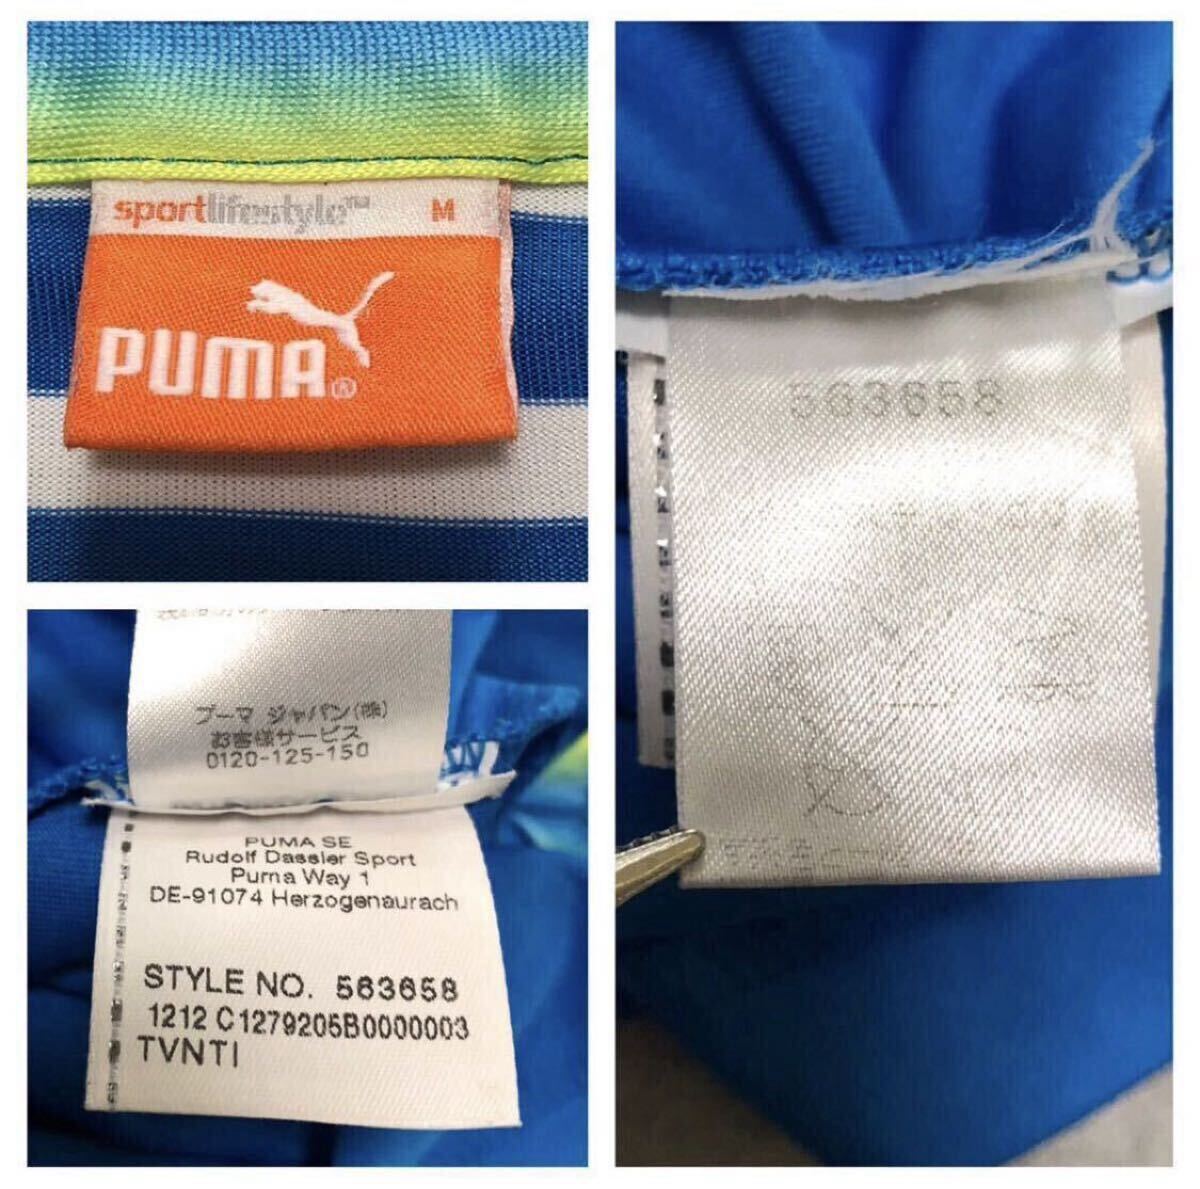 sportlifestyle™ M
PUMA®
プーマ ジャパン(株)
お客様サービス
0120-125-150
PUMA SE
Rudolf Dassler Sport
Puma Way 1
DE-91074 Herzogenaurach
STYLE NO. 563658
1212 C1279205B0000003
TVNTI
563658